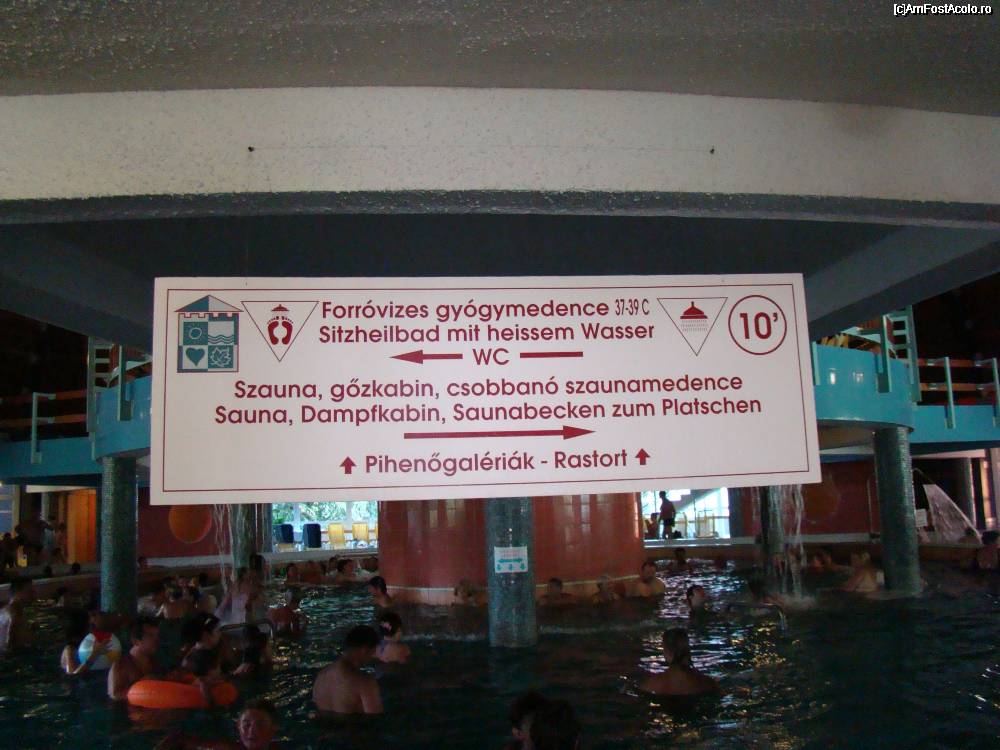 [c]AmFostAcolo.ro
Forróvizes gyógymedence 37-39 C
Sitzheilbad mit heissem Wasser
WC
10'
Szauna, gőzkabin, csobbanó szaunamedence
Sauna, Dampfkabin, Saunabecken zum Platschen
Pihenőgalériák - Rastort